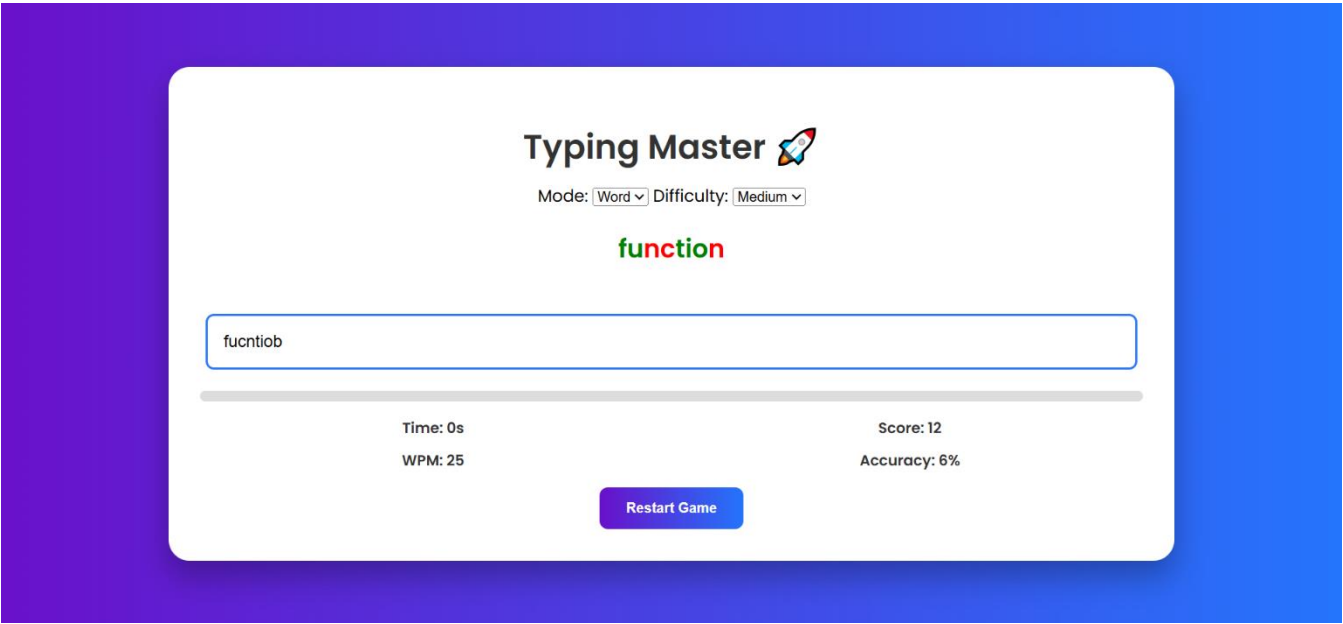 Typing Master 🚀
Mode: Word Difficulty: Medium
function
fucntiob
Time: 0s Score: 12
WPM: 25 Accuracy: 6%
Restart Game